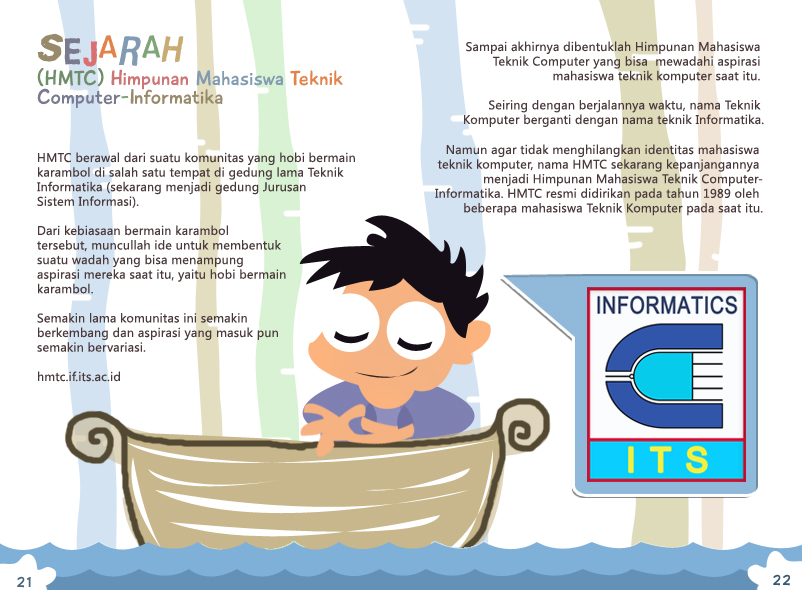 SEJARAH
(HMTC) Himpunan Mahasiswa Teknik
Computer-Informatika
HMTC berawal dari suatu komunitas yang hobi bermain
karambol di salah satu tempat di gedung lama Teknik
Informatika (sekarang menjadi gedung Jurusan
Sistem Informasi).
Dari kebiasaan bermain karambol
tersebut, muncullah ide untuk membentuk
suatu wadah yang bisa menampung
aspirasi mereka saat itu, yaitu hobi bermain
karambol.
Semakin lama komunitas ini semakin
berkembang dan aspirasi yang masuk pun
semakin bervariasi.
hmtc.if.its.ac.id
Sampai akhirnya dibentuklah Himpunan Mahasiswa
Teknik Computer yang bisa mewadahi aspirasi
mahasiswa teknik komputer saat itu.
Seiring dengan berjalannya waktu, nama Teknik
Komputer berganti dengan nama teknik Informatika.
Namun agar tidak menghilangkan identitas mahasiswa
teknik komputer, nama HMTC sekarang kepanjangannya
menjadi Himpunan Mahasiswa Teknik Computer-
Informatika. HMTC resmi didirikan pada tahun 1989 oleh
beberapa mahasiswa Teknik Komputer pada saat itu.
INFORMATICS
ITS
21
22